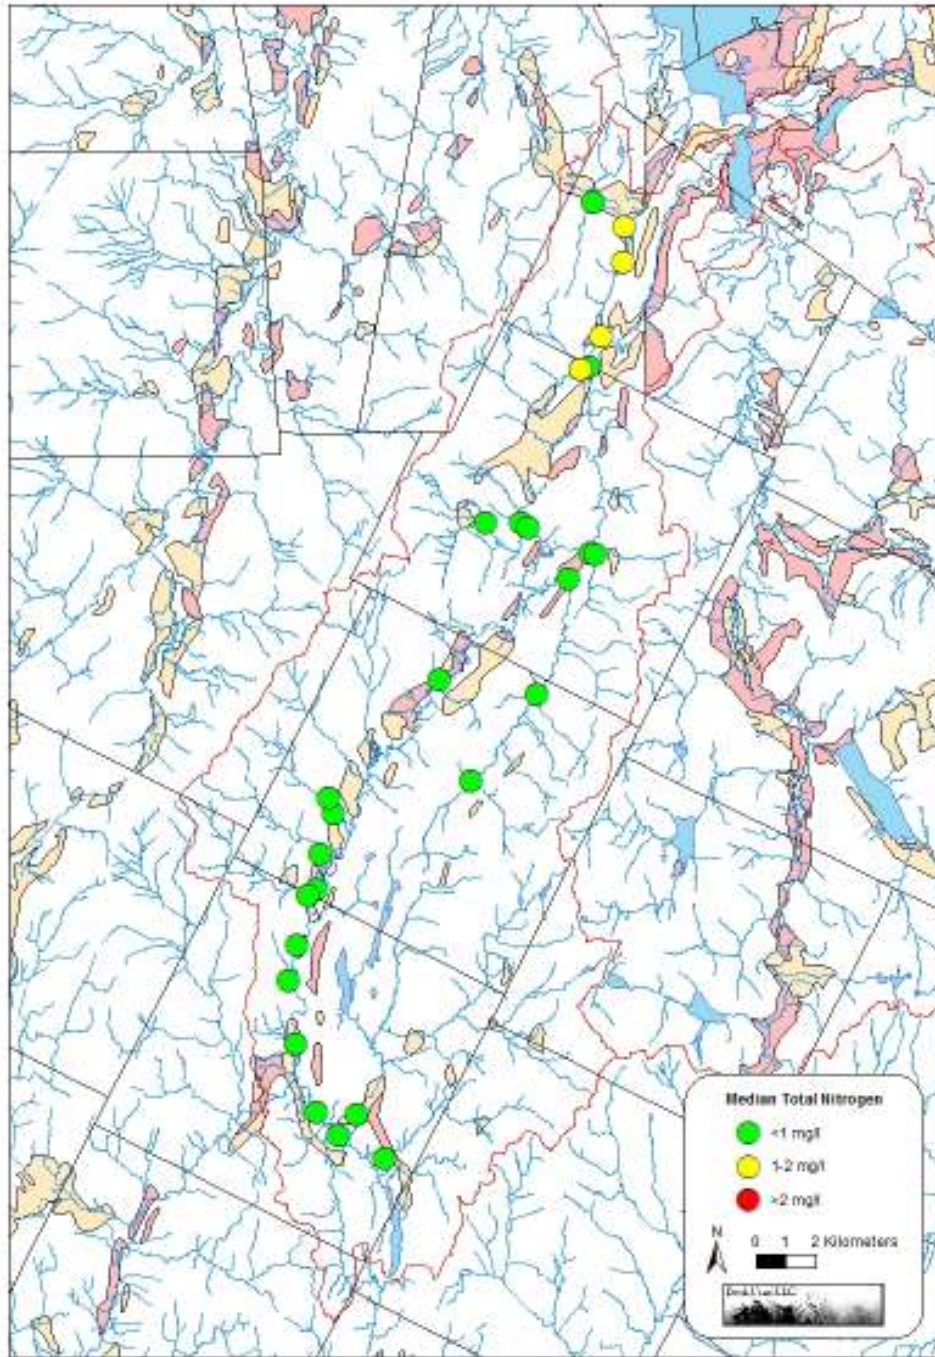 Median Total Nitrogen
<1 mg/l
1-2 mg/l
>2 mg/l
N
0 1 2 Kilometers